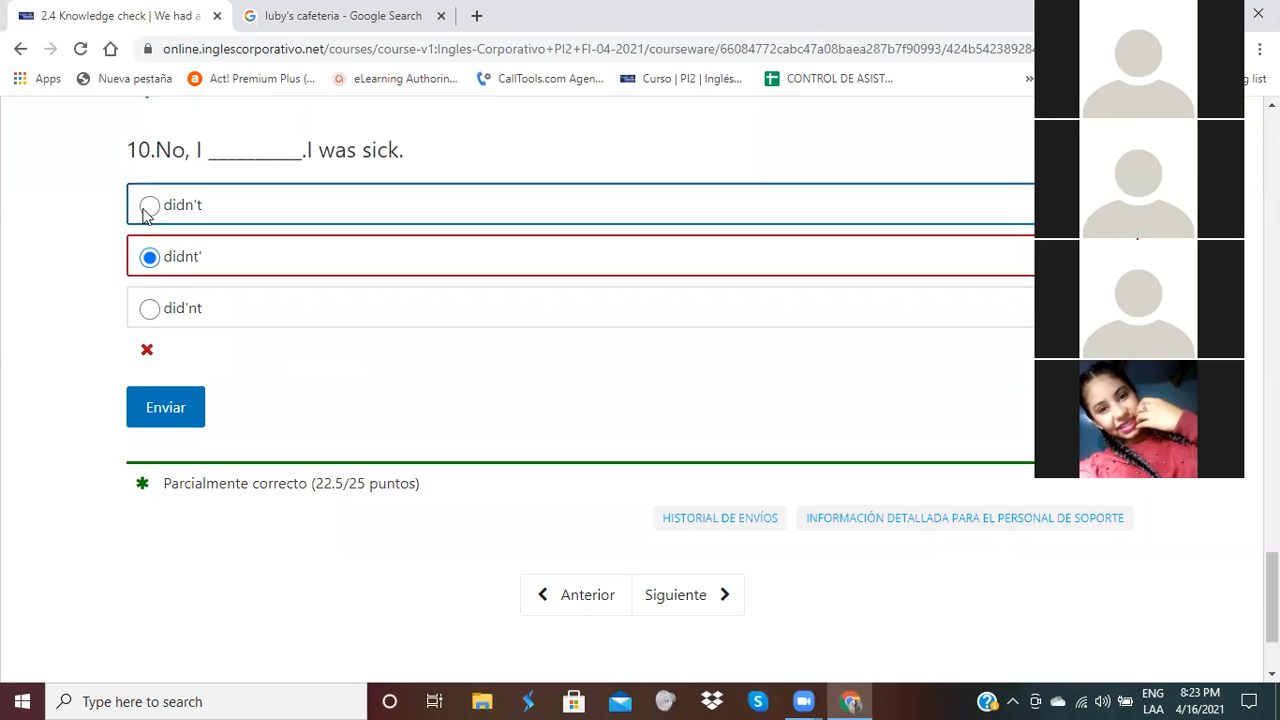 2.4 Knowledge check | We had a
luby's cafetería - Google Search
online.inglescorporativo.net/courses/course-v1:Ingles-Corporativo+PI2+FI-04-2021/courseware/66084772cabc47a08baea287b7f90993/424b54238928
Apps
Nueva pestaña
Act! Premium Plus (...
eLearning Authorin...
CallTools.com Agen...
Curso | PI2 | Inglés...
CONTROL DE ASIST...
»
ng list
10.No, I __________.I was sick.
didn't
didnt'
did'nt
Enviar
Parcialmente correcto (22.5/25 puntos)
HISTORIAL DE ENVÍOS
INFORMACIÓN DETALLADA PARA EL PERSONAL DE SOPORTE
Anterior
Siguiente
Type here to search
ENG
LAA
8:23 PM
4/16/2021